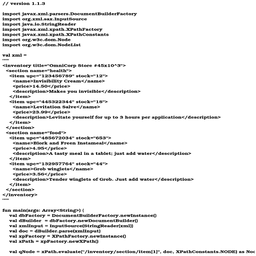 // version 1.1.3
import javax.xml.parsers.DocumentBuilderFactory
import org.xml.sax.InputSource
import java.io.StringReader
import javax.xml.xpath.XPathFactory
import javax.xml.xpath.XPathConstants
import org.w3c.dom.Node
import org.w3c.dom.NodeList
val xml =
"""
<inventory title="OmniCorp Store #45x10^3">
<section name="health">
<item upc="123456789" stock="12">
<name>Invisibility Cream</name>
<price>14.50</price>
<description>Makes you invisible</description>
</item>
<item upc="445322344" stock="18">
<name>Levitation Salve</name>
<price>23.99</price>
<description>Levitate yourself for up to 3 hours per application</description>
</item>
</section>
<section name="food">
<item upc="485672034" stock="653">
<name>Blork and Freen Instameal</name>
<price>4.95</price>
<description>A tasty meal in a tablet; just add water</description>
</item>
<item upc="132957764" stock="44">
<name>Grob winglets</name>
<price>3.56</price>
<description>Tender winglets of Grob. Just add water</description>
</item>
</section>
</inventory>
"""
fun main(args: Array<String>) {
val dbFactory = DocumentBuilderFactory.newInstance()
val dBuilder = dbFactory.newDocumentBuilder()
val xmlInput = InputSource(StringReader(xml))
val doc = dBuilder.parse(xmlInput)
val xpFactory = XPathFactory.newInstance()
val xPath = xpFactory.newXPath()
val qNode = xPath.evaluate("/inventory/section/item[1]", doc, XPathConstants.NODE) as Nod